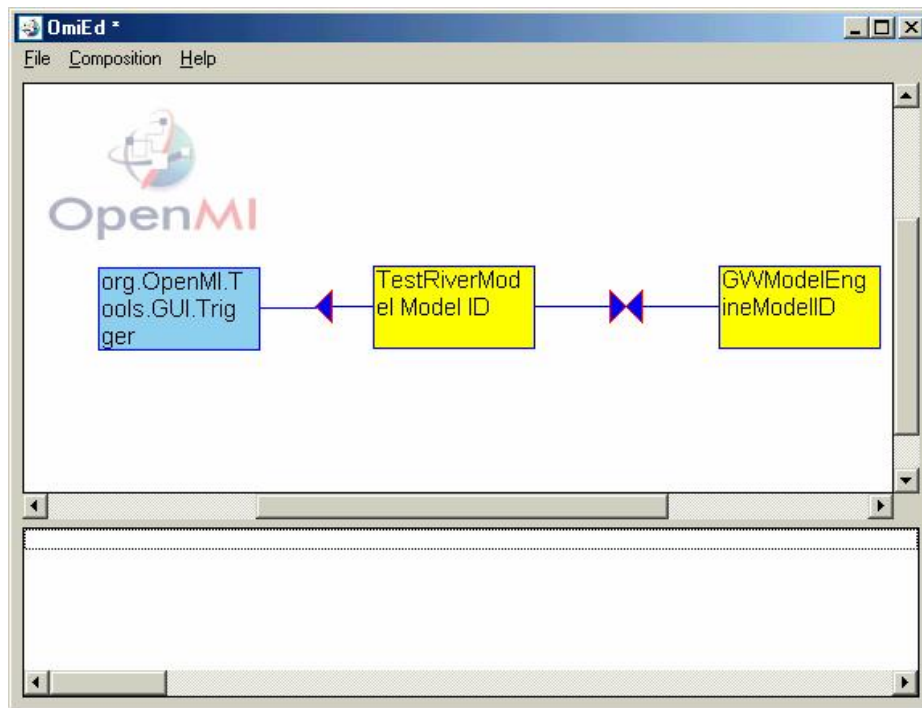 OmiEd *
File Composition Help
OpenMI
org.OpenMI.T
ools.GUI.Trig
ger
TestRiverMod
el Model ID
GWModelEng
ineModelID